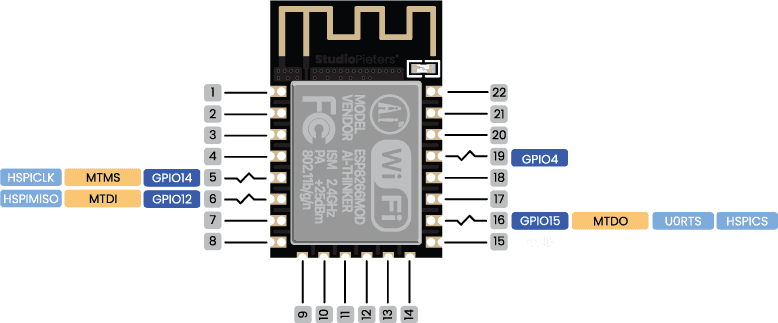 StudioPieters®
1 22
2 21
3 20
4 19 GPIO4
HSPICLK MTMS GPIO14 5 18
HSPIMISO MTDI GPIO12 6 17
7 16 GPIO15 MTDO U0RTS HSPICS
8 15
MODEL ESP8266MOD
VENDOR AI-THINKER
ISM 2.4GHz
PA +25dBm
802.11b/g/n
FC
Ai
WiFi
9 10 11 12 13 14